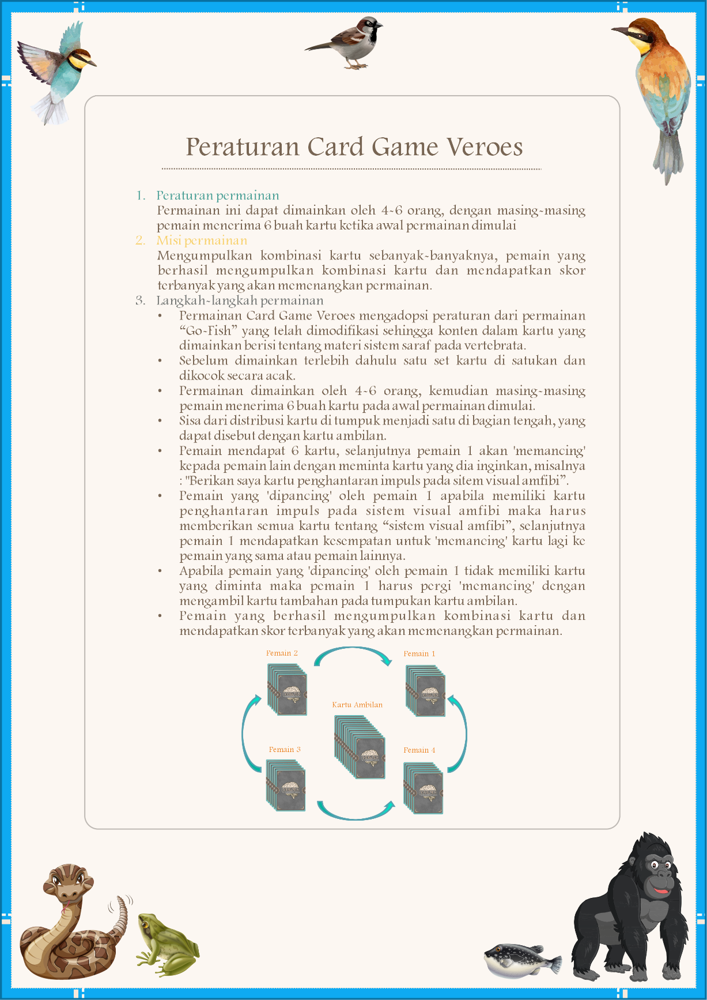 Peraturan Card Game Veroes
1. Peraturan permainan
Permainan ini dapat dimainkan oleh 4-6 orang, dengan masing-masing
pemain menerima 6 buah kartu ketika awal permainan dimulai
2. Misi permainan
Mengumpulkan kombinasi kartu sebanyak-banyaknya, pemain yang
berhasil mengumpulkan kombinasi kartu dan mendapatkan skor
terbanyak yang akan memenangkan permainan.
3. Langkah-langkah permainan
• Permainan Card Game Veroes mengadopsi peraturan dari permainan
“Go-Fish” yang telah dimodifikasi sehingga konten dalam kartu yang
dimainkan berisi tentang materi sistem saraf pada vertebrata.
• Sebelum dimainkan terlebih dahulu satu set kartu di satukan dan
dikocok secara acak.
• Permainan dimainkan oleh 4-6 orang, kemudian masing-masing
pemain menerima 6 buah kartu pada awal permainan dimulai.
• Sisa dari distribusi kartu di tumpuk menjadi satu di bagian tengah, yang
dapat disebut dengan kartu ambilan.
• Pemain mendapat 6 kartu, selanjutnya pemain 1 akan 'memancing'
kepada pemain lain dengan meminta kartu yang dia inginkan, misalnya
: "Berikan saya kartu penghantaran impuls pada sitem visual amfibi”.
• Pemain yang 'dipancing' oleh pemain 1 apabila memiliki kartu
penghantaran impuls pada sistem visual amfibi maka harus
memberikan semua kartu tentang “sistem visual amfibi”, selanjutnya
pemain 1 mendapatkan kesempatan untuk 'memancing' kartu lagi ke
pemain yang sama atau pemain lainnya.
• Apabila pemain yang 'dipancing' oleh pemain 1 tidak memiliki kartu
yang diminta maka pemain 1 harus pergi 'memancing' dengan
mengambil kartu tambahan pada tumpukan kartu ambilan.
• Pemain yang berhasil mengumpulkan kombinasi kartu dan
mendapatkan skor terbanyak yang akan memenangkan permainan.
Pemain 2
Pemain 1
Kartu Ambilan
Pemain 3
Pemain 4